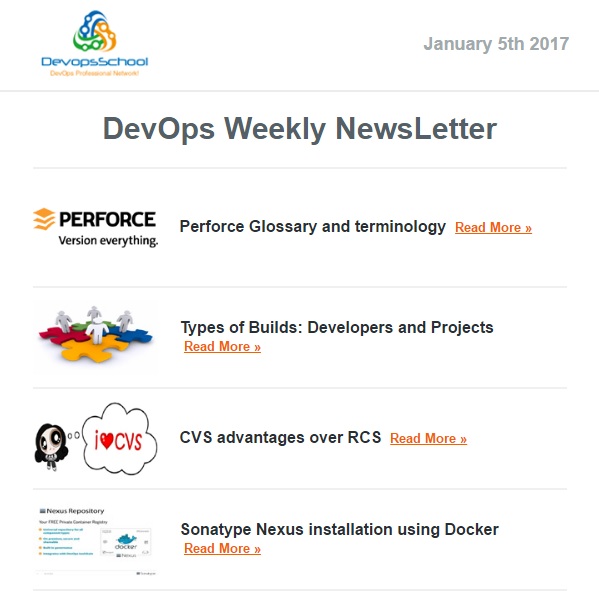 DevopsSchool
DevOps Professional Network!
January 5th 2017
DevOps Weekly NewsLetter
PERFORCE
Version everything.
Perforce Glossary and terminology Read More »
Types of Builds: Developers and Projects
Read More »
i CVS
CVS advantages over RCS Read More »
Nexus Repository
Your FREE Private Container Registry
docker
Nexus
Sonatype Nexus installation using Docker
Read More »